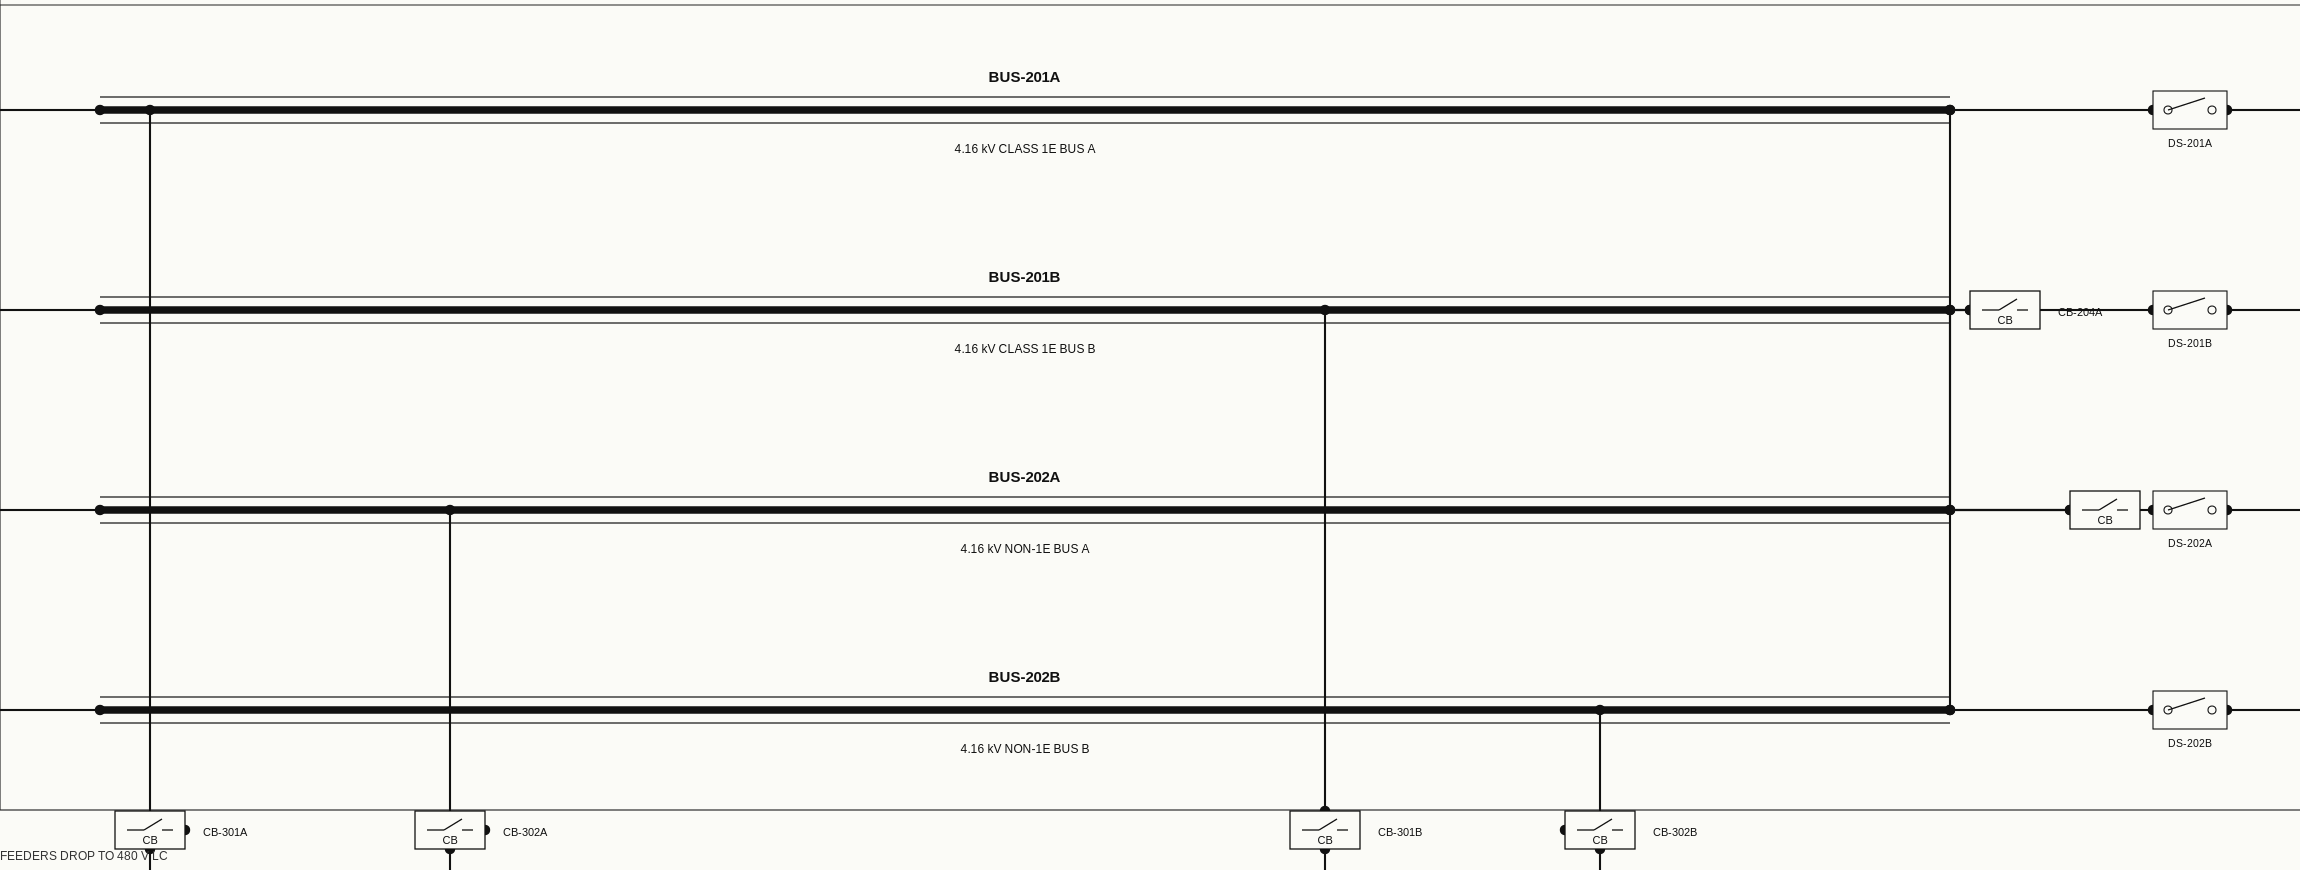 BUS-201A
4.16 kV CLASS 1E BUS A
DS-201A
BUS-201B
CB
CB-204A
4.16 kV CLASS 1E BUS B
DS-201B
BUS-202A
CB
4.16 kV NON-1E BUS A
DS-202A
BUS-202B
4.16 kV NON-1E BUS B
DS-202B
CB
CB-301A
CB
CB-302A
CB
CB-301B
CB
CB-302B
FEEDERS DROP TO 480 V LC